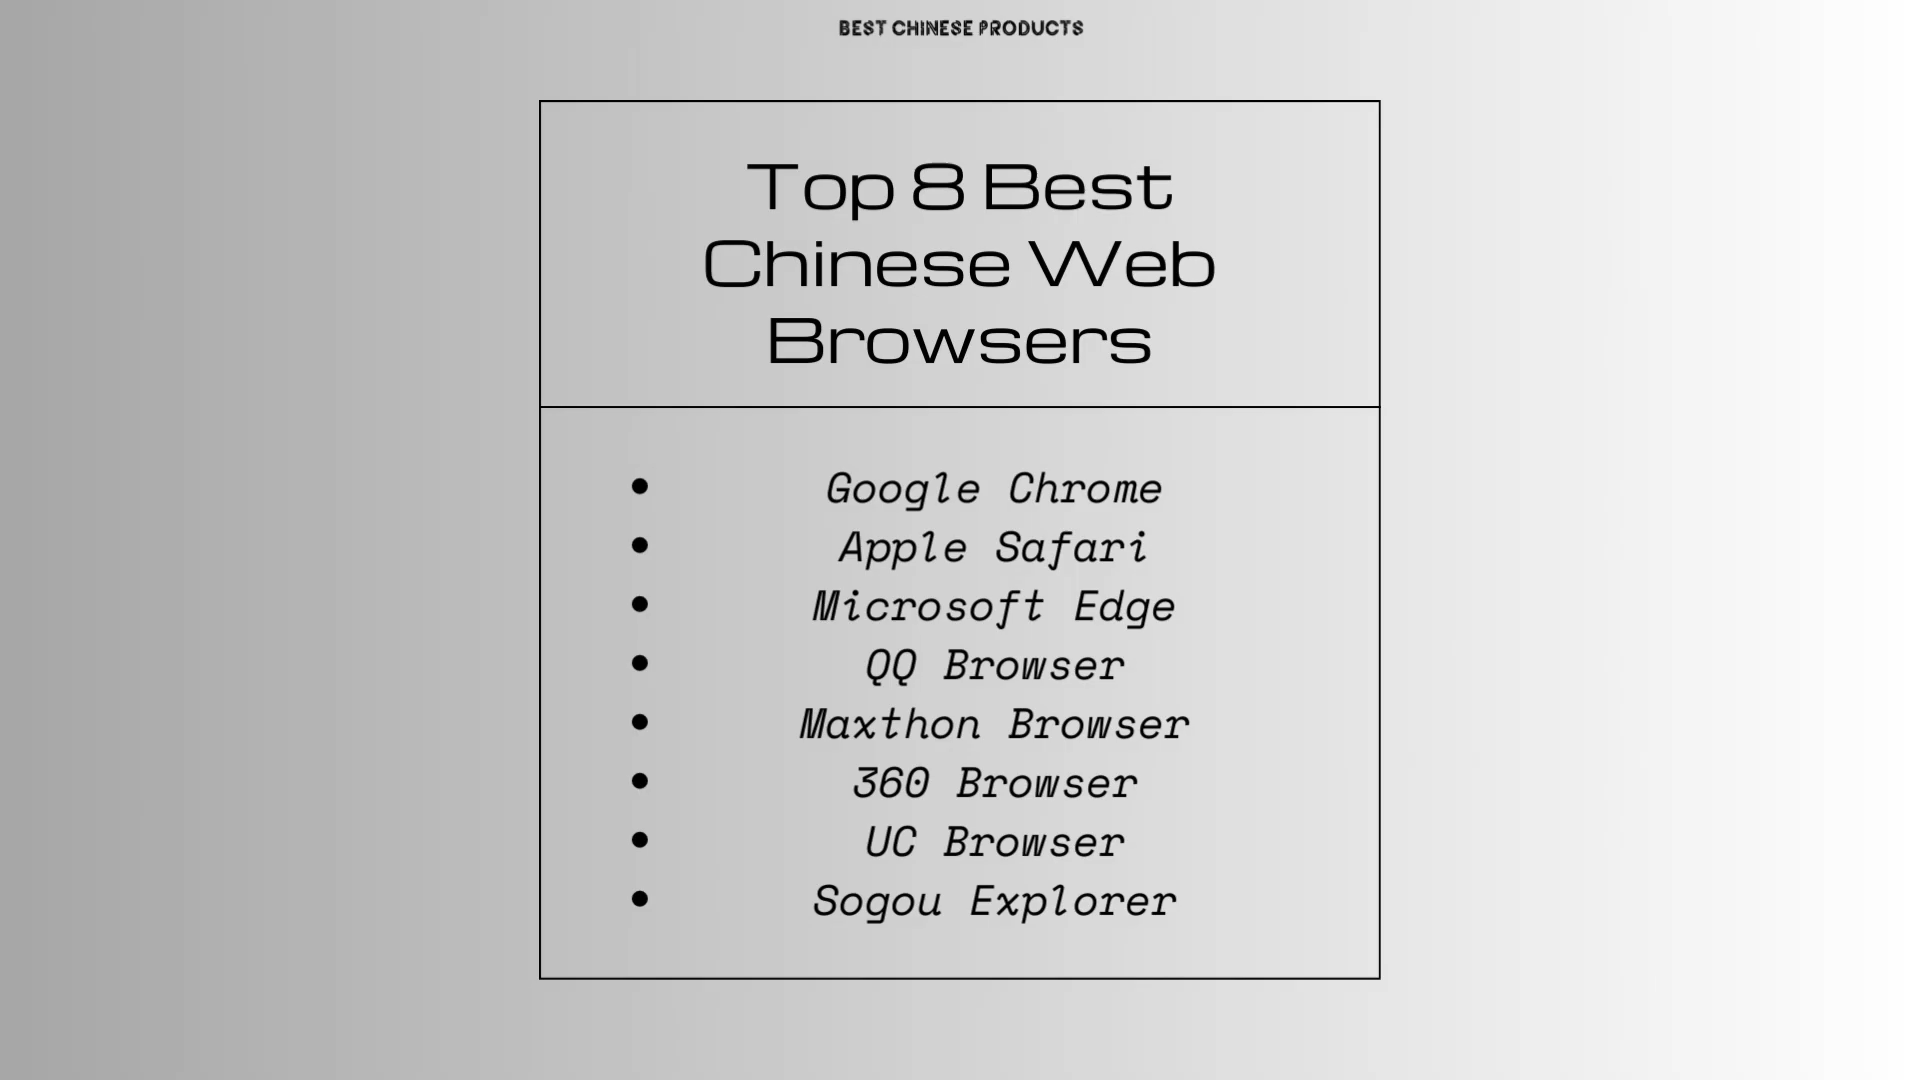 BEST CHINESE PRODUCTS
Top 8 Best
Chinese Web
Browsers
• Google Chrome
• Apple Safari
• Microsoft Edge
• QQ Browser
• Maxthon Browser
• 360 Browser
• UC Browser
• Sogou Explorer